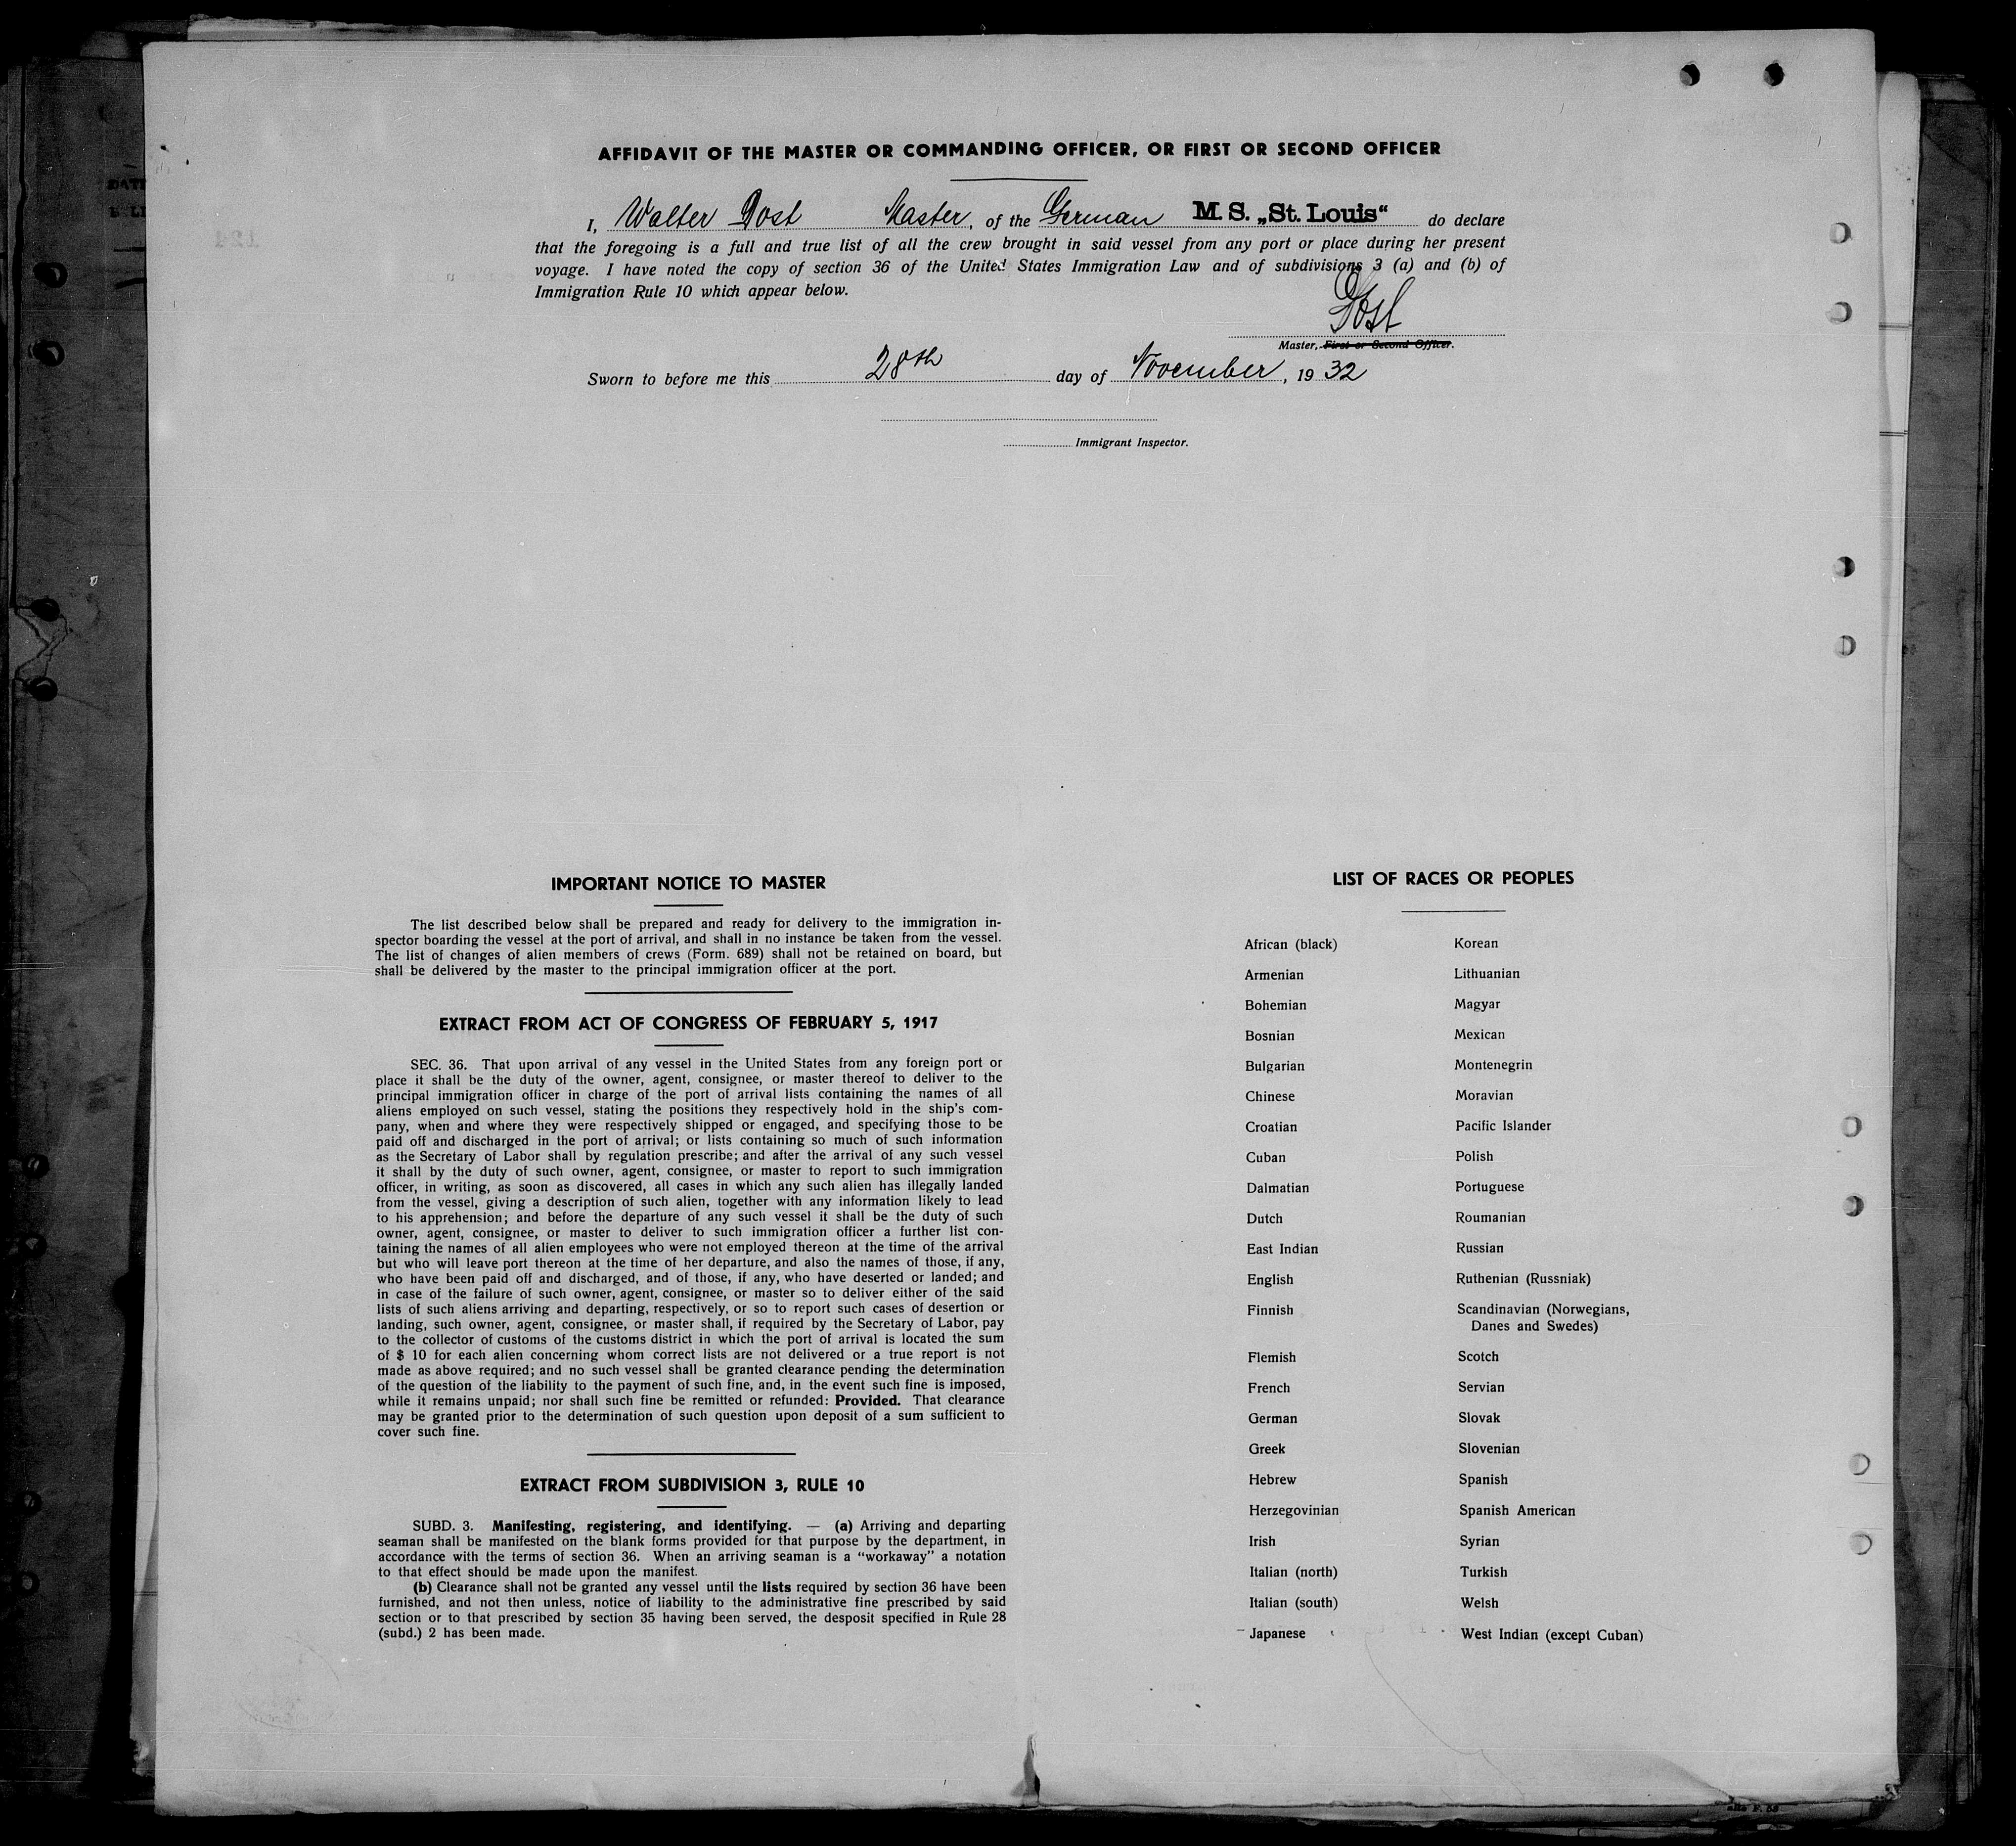 AFFIDAVIT OF THE MASTER OR COMMANDING OFFICER, OR FIRST OR SECOND OFFICER
I, Walter Dost Master, of the German M. S. „St. Louis“ do declare
that the foregoing is a full and true list of all the crew brought in said vessel from any port or place during her present
voyage. I have noted the copy of section 36 of the United States Immigration Law and of subdivisions 3 (a) and (b) of
Immigration Rule 10 which appear below.
Dost
Master, First or Second Officer.
Sworn to before me this 28th day of November, 19 32
Immigrant Inspector.
IMPORTANT NOTICE TO MASTER
The list described below shall be prepared and ready for delivery to the immigration in-
spector boarding the vessel at the port of arrival, and shall in no instance be taken from the vessel.
The list of changes of alien members of crews (Form. 689) shall not be retained on board, but
shall be delivered by the master to the principal immigration officer at the port.
EXTRACT FROM ACT OF CONGRESS OF FEBRUARY 5, 1917
SEC. 36. That upon arrival of any vessel in the United States from any foreign port or
place it shall be the duty of the owner, agent, consignee, or master thereof to deliver to the
principal immigration officer in charge of the port of arrival lists containing the names of all
aliens employed on such vessel, stating the positions they respectively hold in the ship's com-
pany, when and where they were respectively shipped or engaged, and specifying those to be
paid off and discharged in the port of arrival; or lists containing so much of such information
as the Secretary of Labor shall by regulation prescribe; and after the arrival of any such vessel
it shall by the duty of such owner, agent, consignee, or master to report to such immigration
officer, in writing, as soon as discovered, all cases in which any such alien has illegally landed
from the vessel, giving a description of such alien, together with any information likely to lead
to his apprehension; and before the departure of any such vessel it shall be the duty of such
owner, agent, consignee, or master to deliver to such immigration officer a further list con-
taining the names of all alien employees who were not employed thereon at the time of the arrival
but who will leave port thereon at the time of her departure, and also the names of those, if any,
who have been paid off and discharged, and of those, if any, who have deserted or landed; and
in case of the failure of such owner, agent, consignee, or master so to deliver either of the said
lists of such aliens arriving and departing, respectively, or so to report such cases of desertion or
landing, such owner, agent, consignee, or master shall, if required by the Secretary of Labor, pay
to the collector of customs of the customs district in which the port of arrival is located the sum
of $ 10 for each alien concerning whom correct lists are not delivered or a true report is not
made as above required; and no such vessel shall be granted clearance pending the determination
of the question of the liability to the payment of such fine, and, in the event such fine is imposed,
while it remains unpaid; nor shall such fine be remitted or refunded: Provided. That clearance
may be granted prior to the determination of such question upon deposit of a sum sufficient to
cover such fine.
EXTRACT FROM SUBDIVISION 3, RULE 10
SUBD. 3. Manifesting, registering, and identifying. — (a) Arriving and departing
seaman shall be manifested on the blank forms provided for that purpose by the department, in
accordance with the terms of section 36. When an arriving seaman is a “workaway” a notation
to that effect should be made upon the manifest.
(b) Clearance shall not be granted any vessel until the lists required by section 36 have been
furnished, and not then unless, notice of liability to the administrative fine prescribed by said
section or to that prescribed by section 35 having been served, the desposit specified in Rule 28
(subd.) 2 has been made.
LIST OF RACES OR PEOPLES
African (black)
Armenian
Bohemian
Bosnian
Bulgarian
Chinese
Croatian
Cuban
Dalmatian
Dutch
East Indian
English
Finnish
Flemish
French
German
Greek
Hebrew
Herzegovinian
Irish
Italian (north)
Italian (south)
Japanese
Korean
Lithuanian
Magyar
Mexican
Montenegrin
Moravian
Pacific Islander
Polish
Portuguese
Roumanian
Russian
Ruthenian (Russniak)
Scandinavian (Norwegians,
Danes and Swedes)
Scotch
Servian
Slovak
Slovenian
Spanish
Spanish American
Syrian
Turkish
Welsh
West Indian (except Cuban)